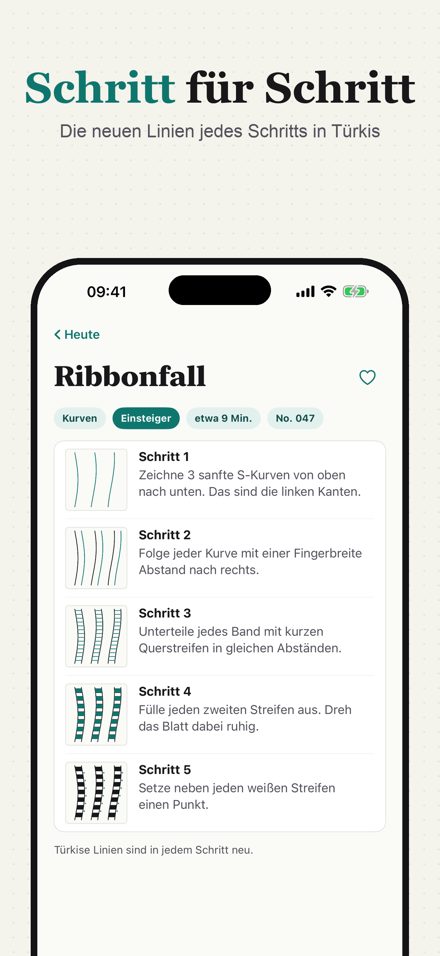 Schritt für Schritt
Die neuen Linien jedes Schritts in Türkis
09:41
Heute
Ribbonfall
Kurven
Einsteiger
etwa 9 Min.
No. 047
Schritt 1
Zeichne 3 sanfte S-Kurven von oben
nach unten. Das sind die linken Kanten.
Schritt 2
Folge jeder Kurve mit einer Fingerbreite
Abstand nach rechts.
Schritt 3
Unterteile jedes Band mit kurzen
Querstreifen in gleichen Abständen.
Schritt 4
Fülle jeden zweiten Streifen aus. Dreh
das Blatt dabei ruhig.
Schritt 5
Setze neben jeden weißen Streifen
einen Punkt.
Türkise Linien sind in jedem Schritt neu.